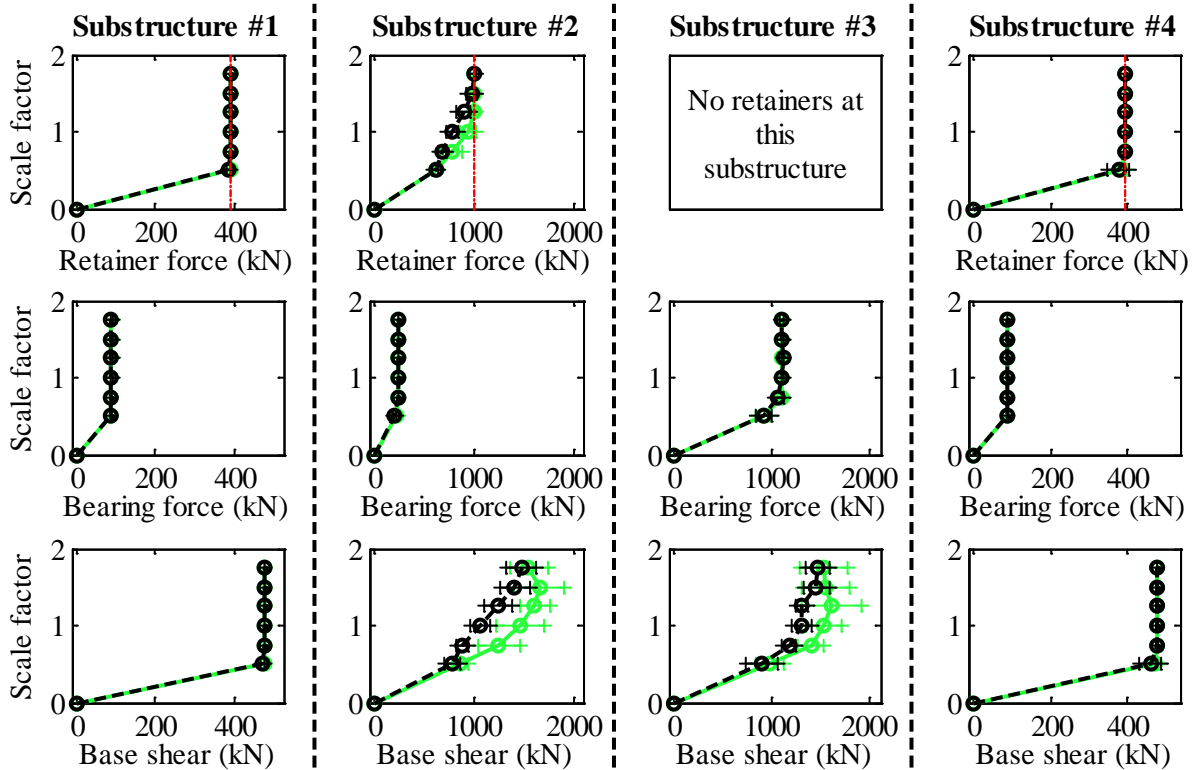 Substructure #1 Substructure #2 Substructure #3 Substructure #4
Scale factor
2
1
0
0 200 400
Retainer force (kN)
2
1
0
0 1000 2000
Retainer force (kN)
No retainers at
this
substructure
2
1
0
0 200 400
Retainer force (kN)
Scale factor
2
1
0
0 200 400
Bearing force (kN)
2
1
0
0 1000 2000
Bearing force (kN)
2
1
0
0 1000 2000
Bearing force (kN)
2
1
0
0 200 400
Bearing force (kN)
Scale factor
2
1
0
0 200 400
Base shear (kN)
2
1
0
0 1000 2000
Base shear (kN)
2
1
0
0 1000 2000
Base shear (kN)
2
1
0
0 200 400
Base shear (kN)